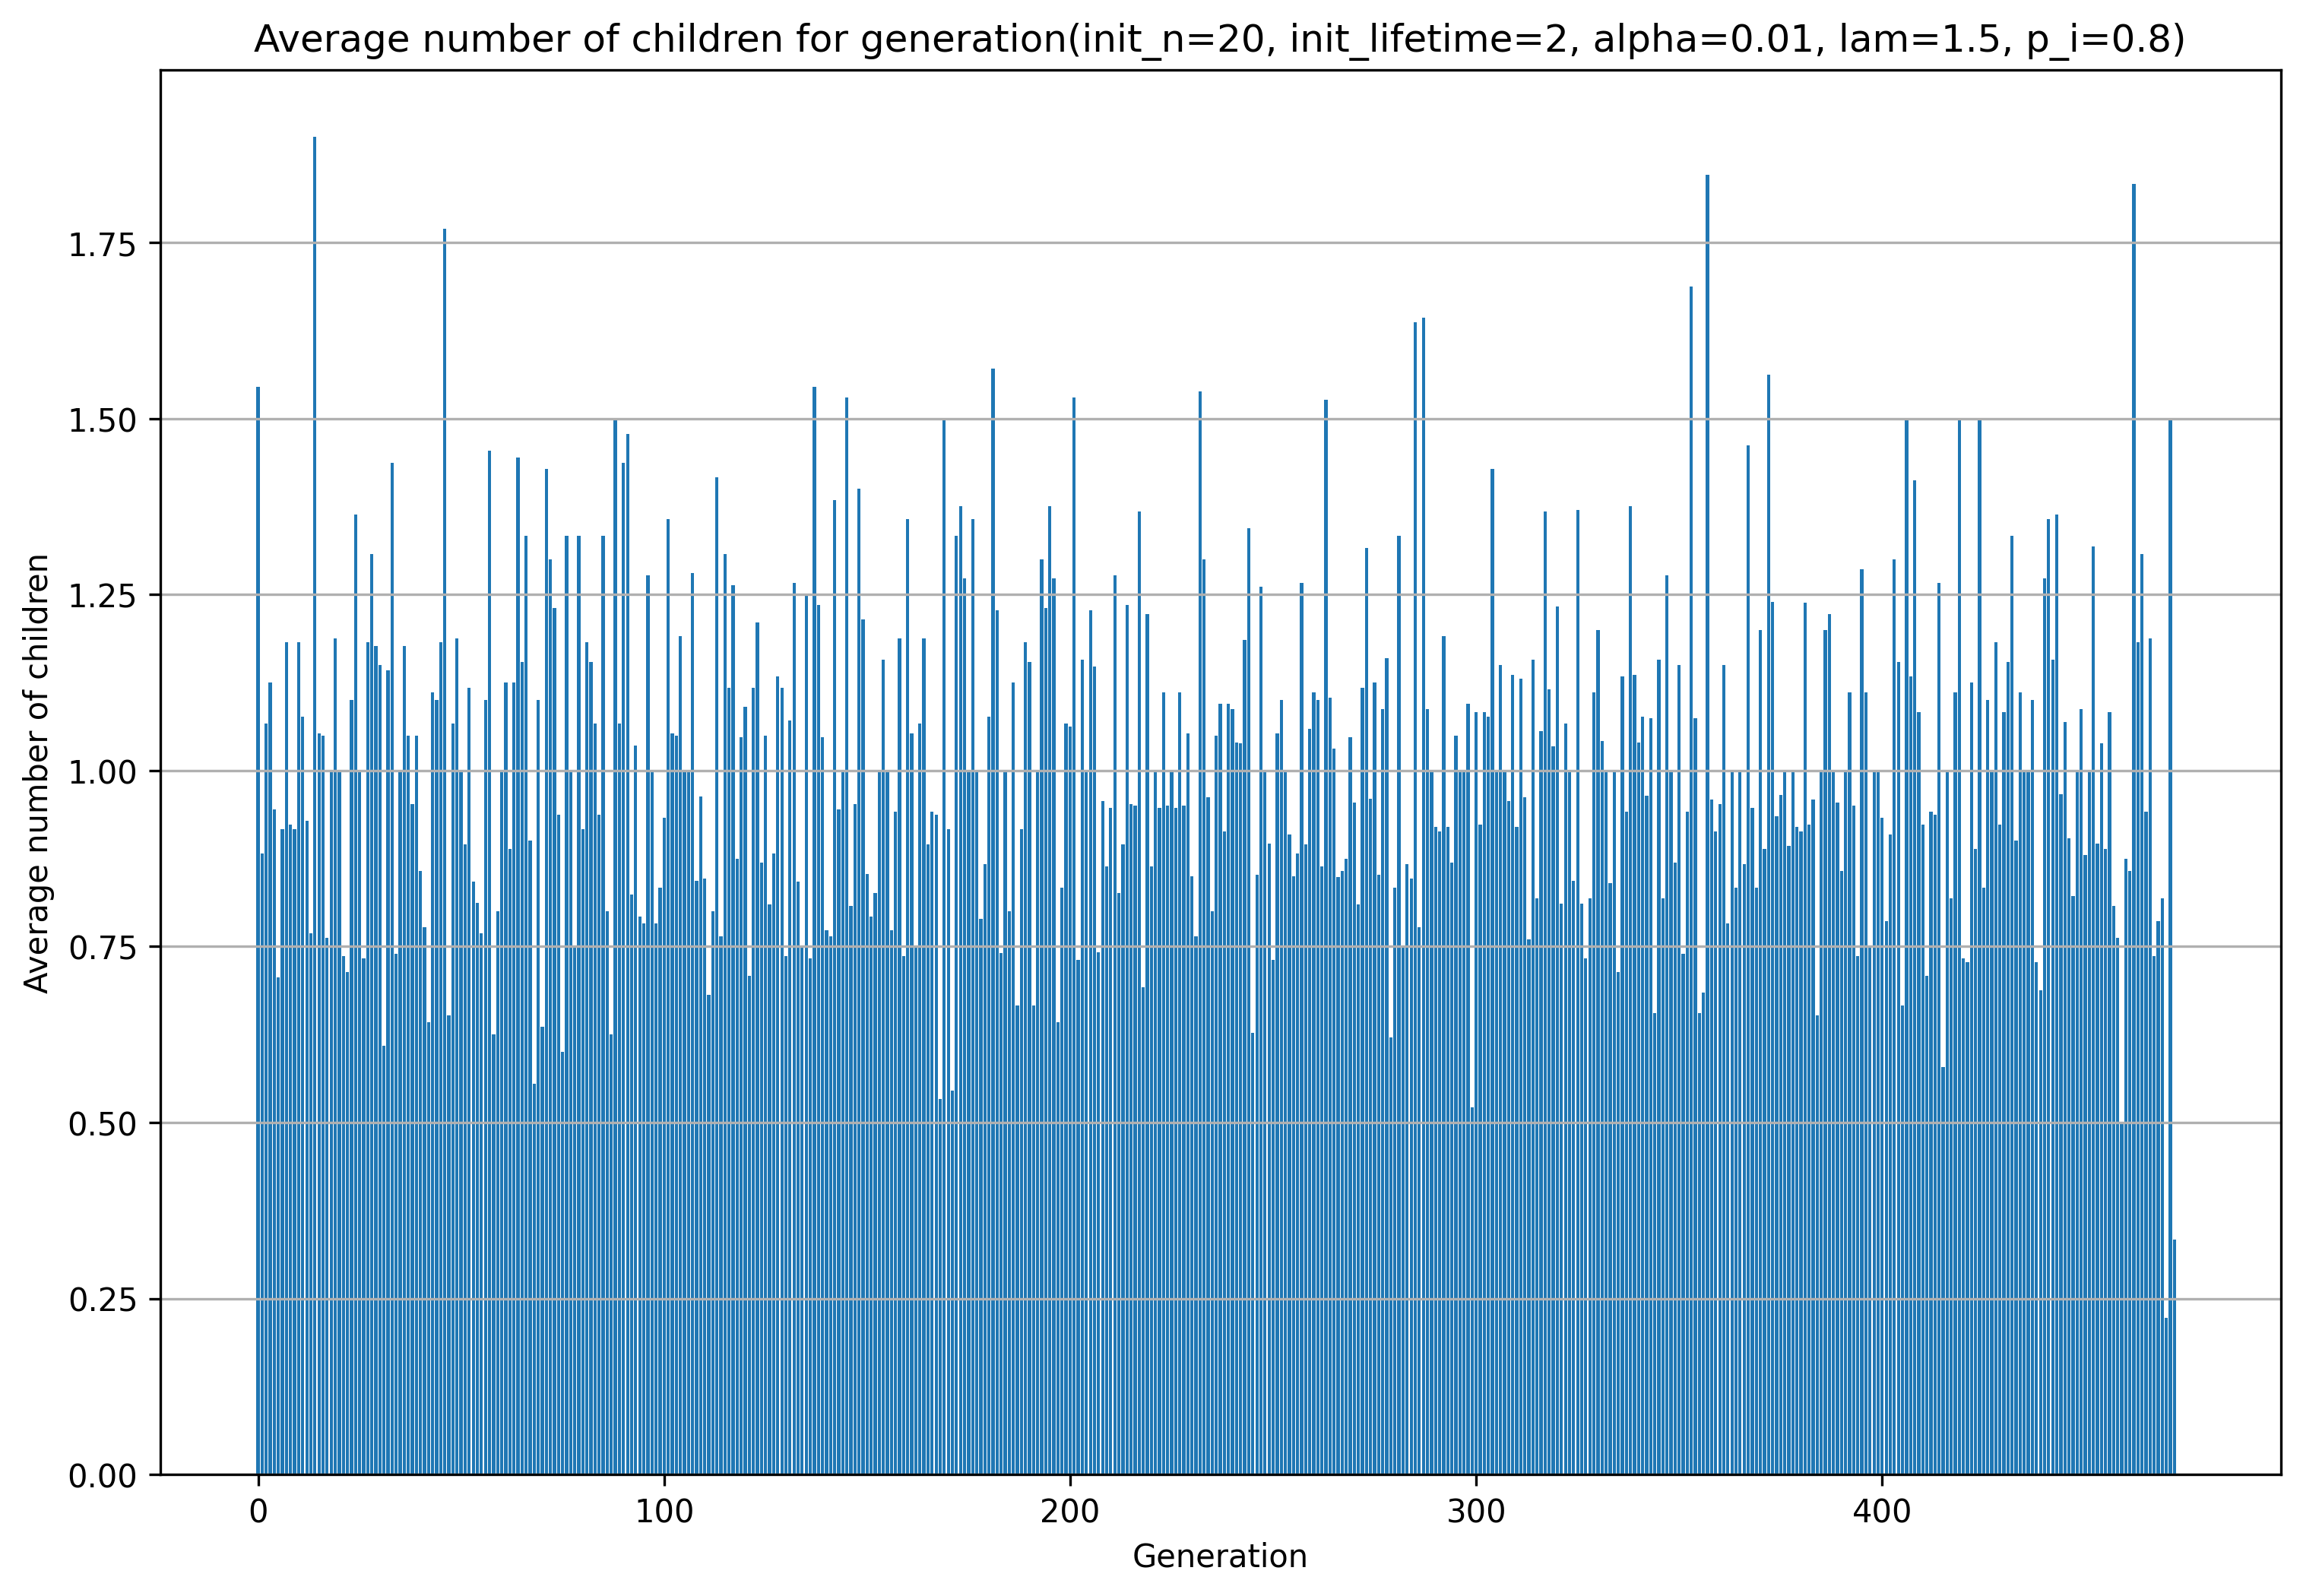 Average number of children for generation(init_n=20, init_lifetime=2, alpha=0.01, lam=1.5, p_i=0.8)
1.75
1.50
1.25
1.00
0.75
0.50
0.25
0.00
Average number of children
0 100 200 300 400
Generation